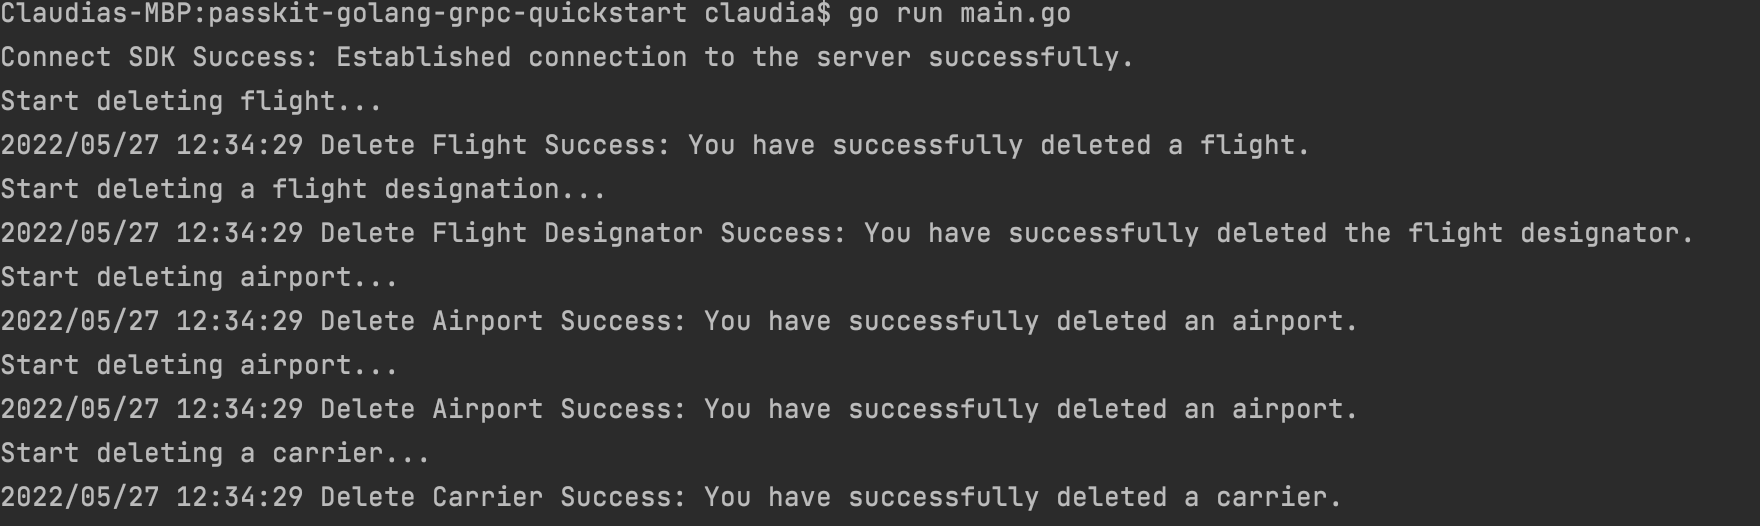 Claudias-MBP:passkit-golang-grpc-quickstart claudia$ go run main.go
Connect SDK Success: Established connection to the server successfully.
Start deleting flight...
2022/05/27 12:34:29 Delete Flight Success: You have successfully deleted a flight.
Start deleting a flight designation...
2022/05/27 12:34:29 Delete Flight Designator Success: You have successfully deleted the flight designator.
Start deleting airport...
2022/05/27 12:34:29 Delete Airport Success: You have successfully deleted an airport.
Start deleting airport...
2022/05/27 12:34:29 Delete Airport Success: You have successfully deleted an airport.
Start deleting a carrier...
2022/05/27 12:34:29 Delete Carrier Success: You have successfully deleted a carrier.